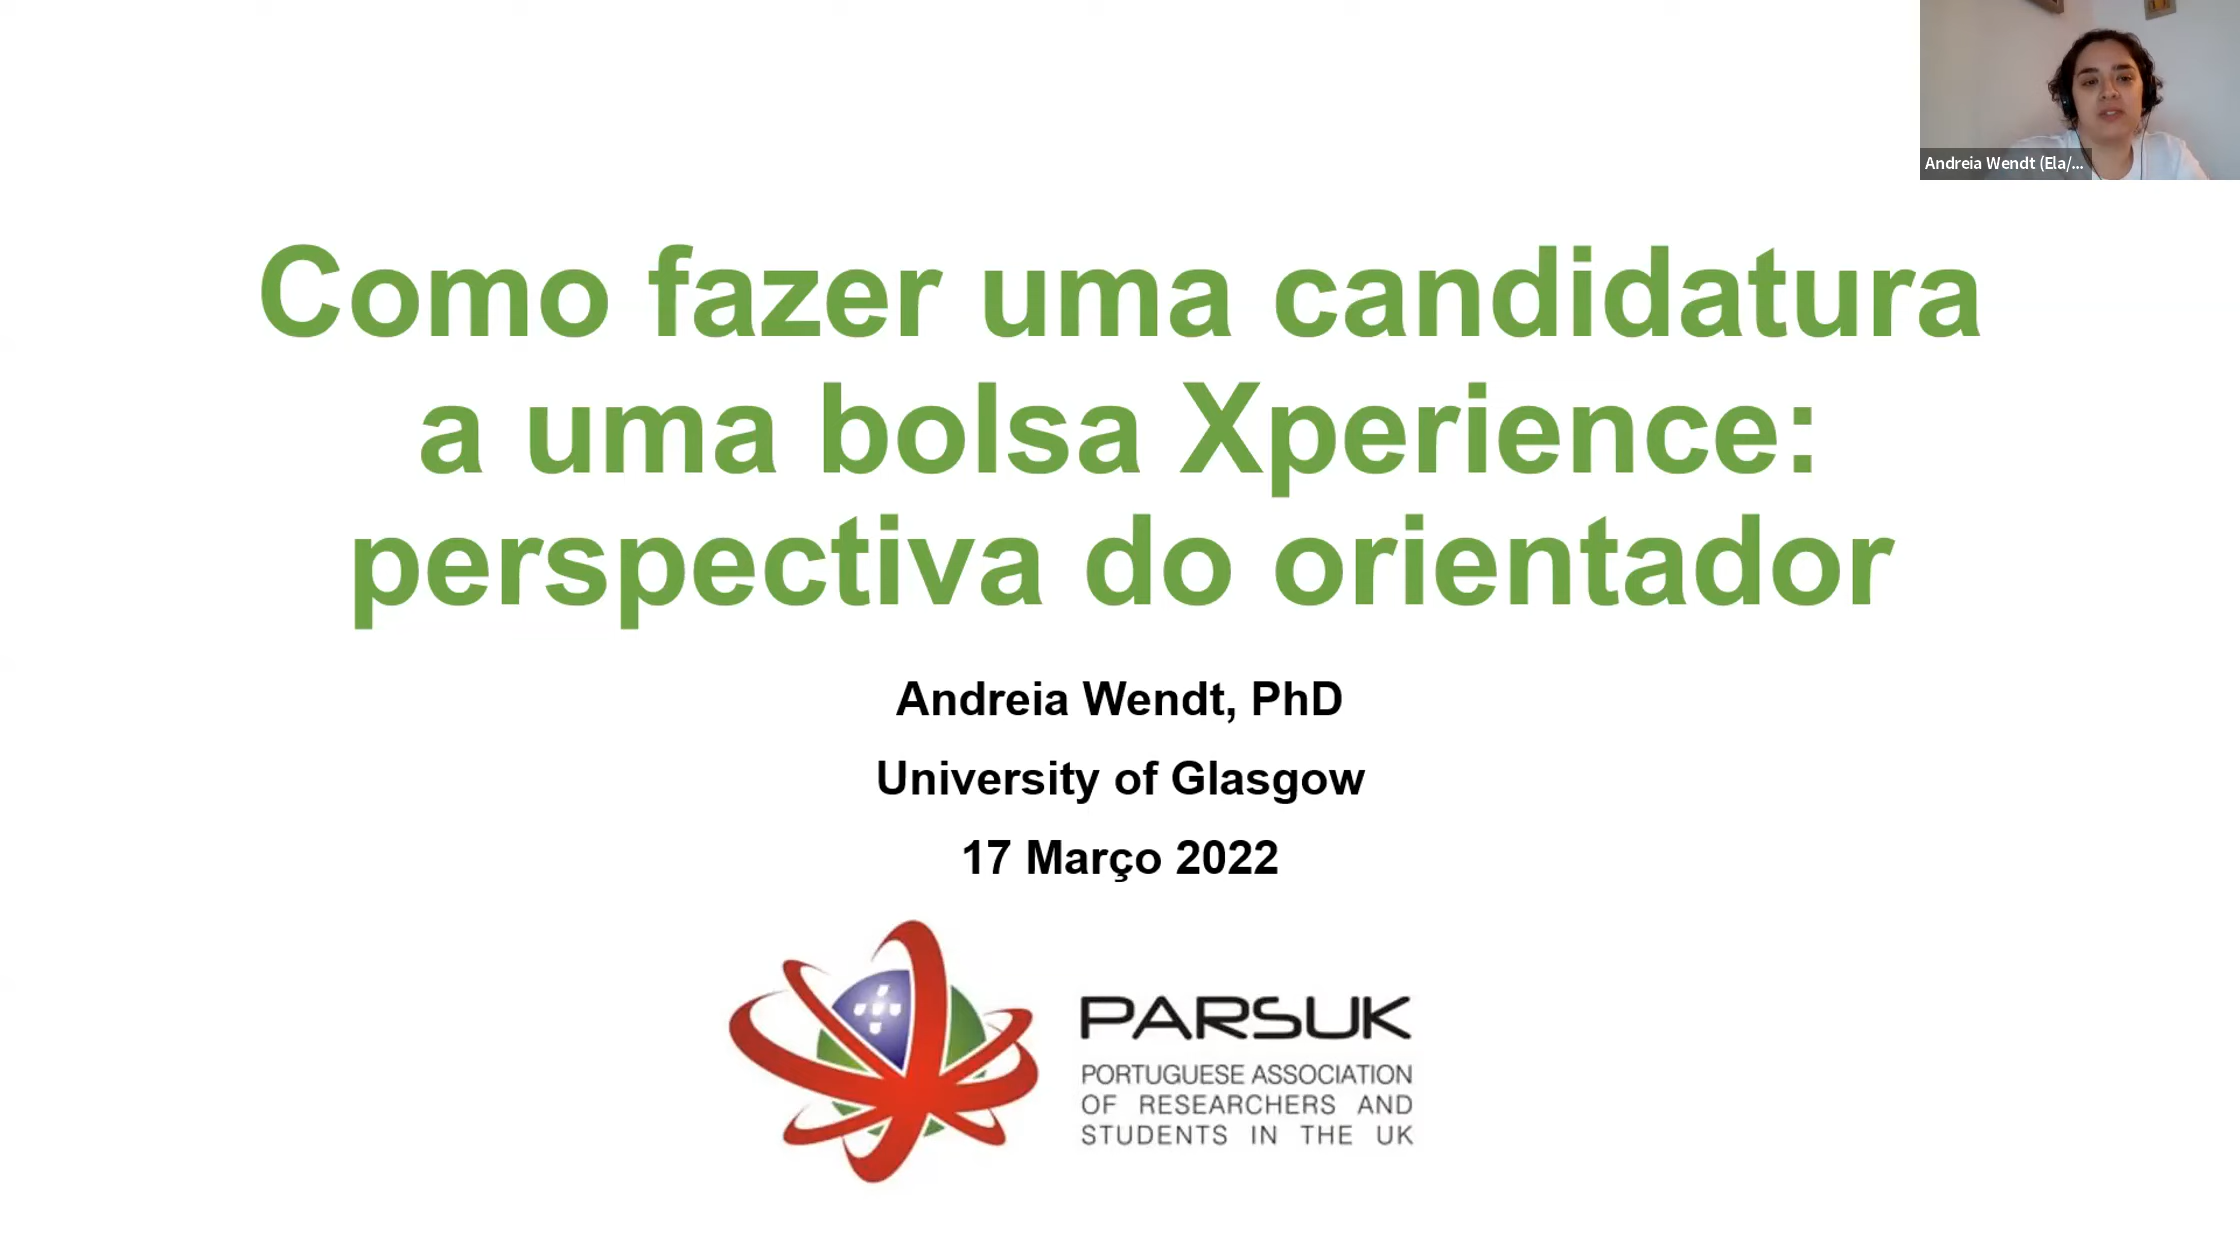 Andreia Wendt (Ela/...
Como fazer uma candidatura
a uma bolsa Xperience:
perspectiva do orientador
Andreia Wendt, PhD
University of Glasgow
17 Março 2022
PARSUK
PORTUGUESE ASSOCIATION
OF RESEARCHERS AND
STUDENTS IN THE UK